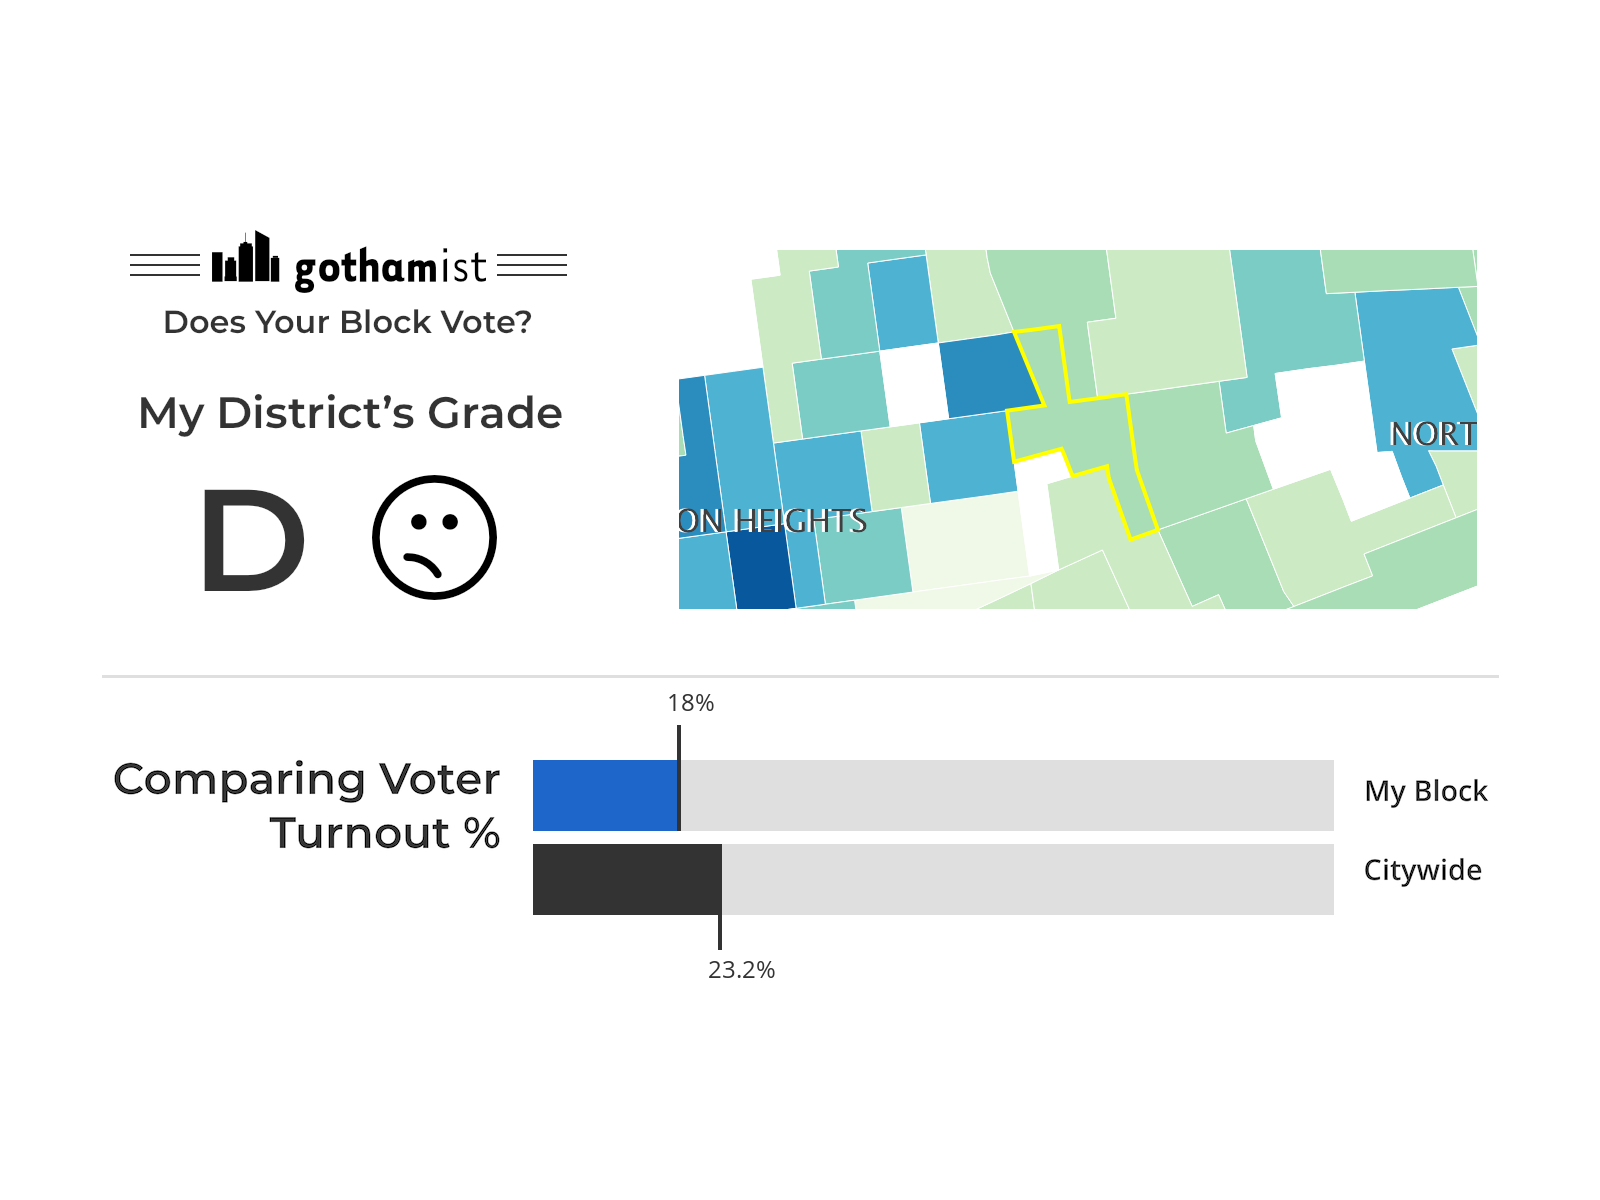 gothamist
Does Your Block Vote?
My District’s Grade
D
NORT
ON HEIGHTS
18%
Comparing Voter
Turnout %
My Block
Citywide
23.2%